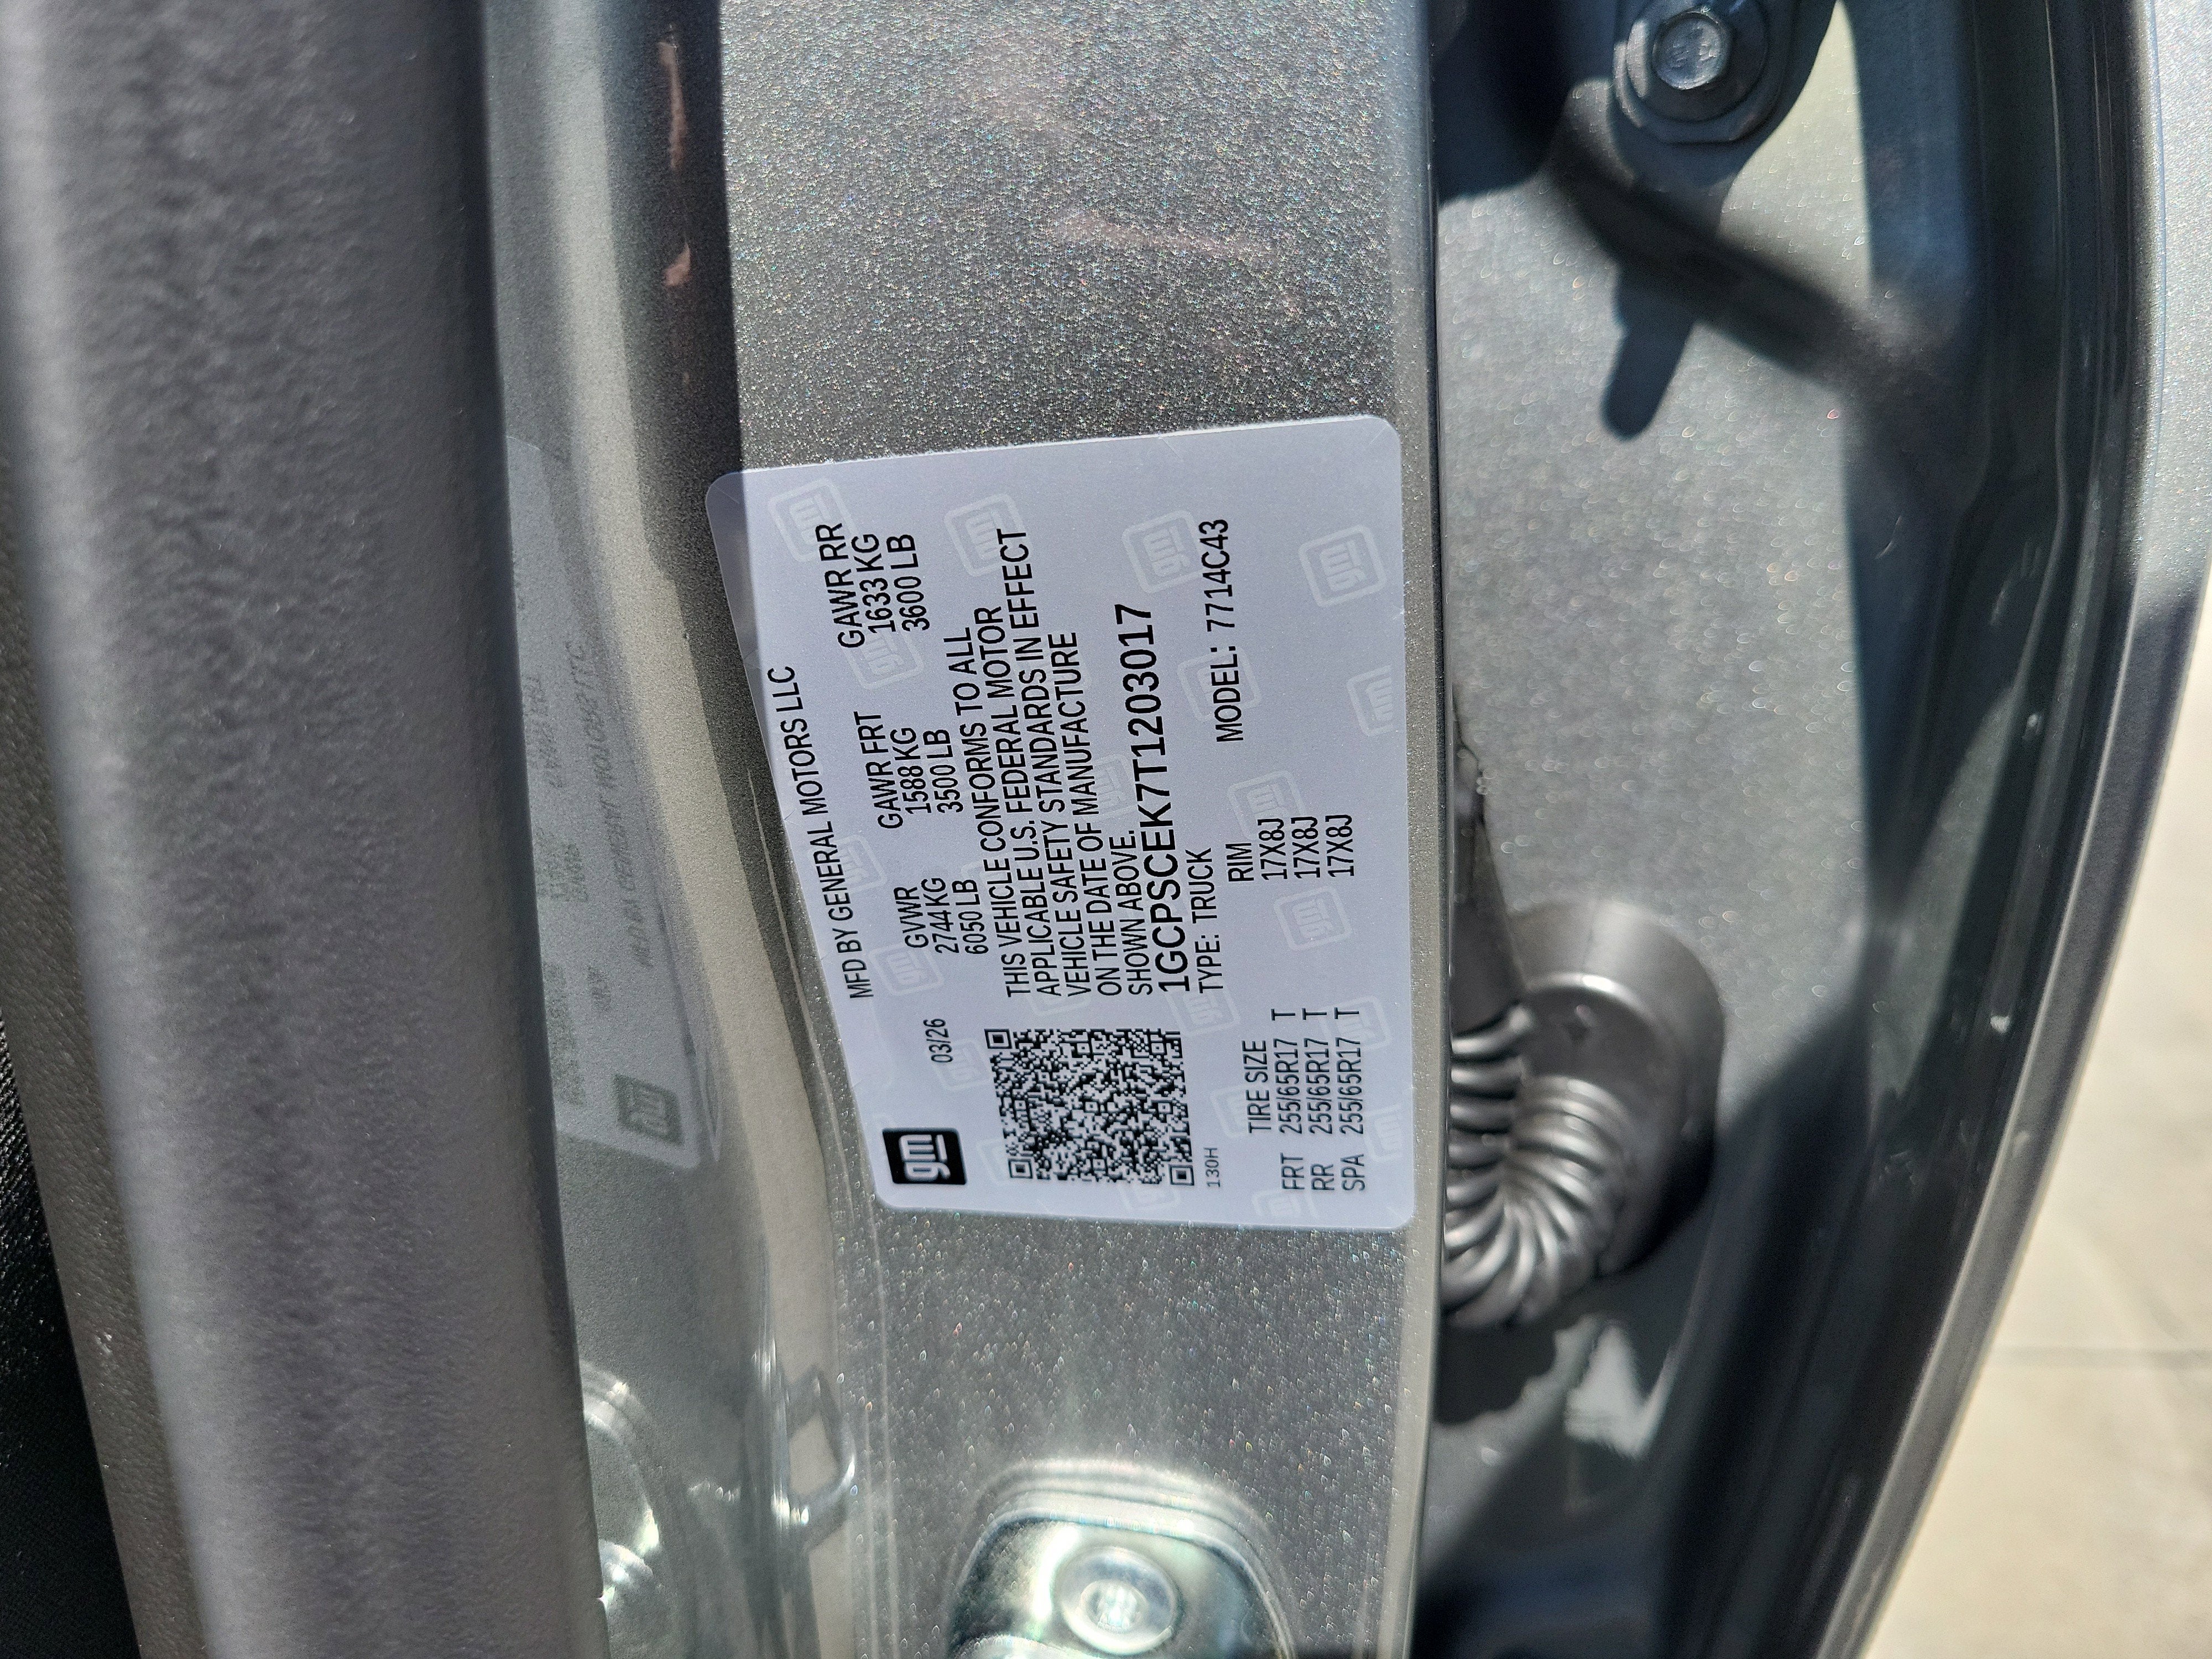 gm
03/26
MFD BY GENERAL MOTORS LLC
GVWR GAWR FRT GAWR RR
2744 KG 1588 KG 1633 KG
6050 LB 3500 LB 3600 LB
THIS VEHICLE CONFORMS TO ALL
APPLICABLE U.S. FEDERAL MOTOR
VEHICLE SAFETY STANDARDS IN EFFECT
ON THE DATE OF MANUFACTURE
SHOWN ABOVE.
1GCPSCEK7T1203017
TYPE: TRUCK MODEL: 7714C43
130H
TIRE SIZE RIM
FRT 255/65R17 T 17X8J
RR 255/65R17 T 17X8J
SPA 255/65R17 T 17X8J